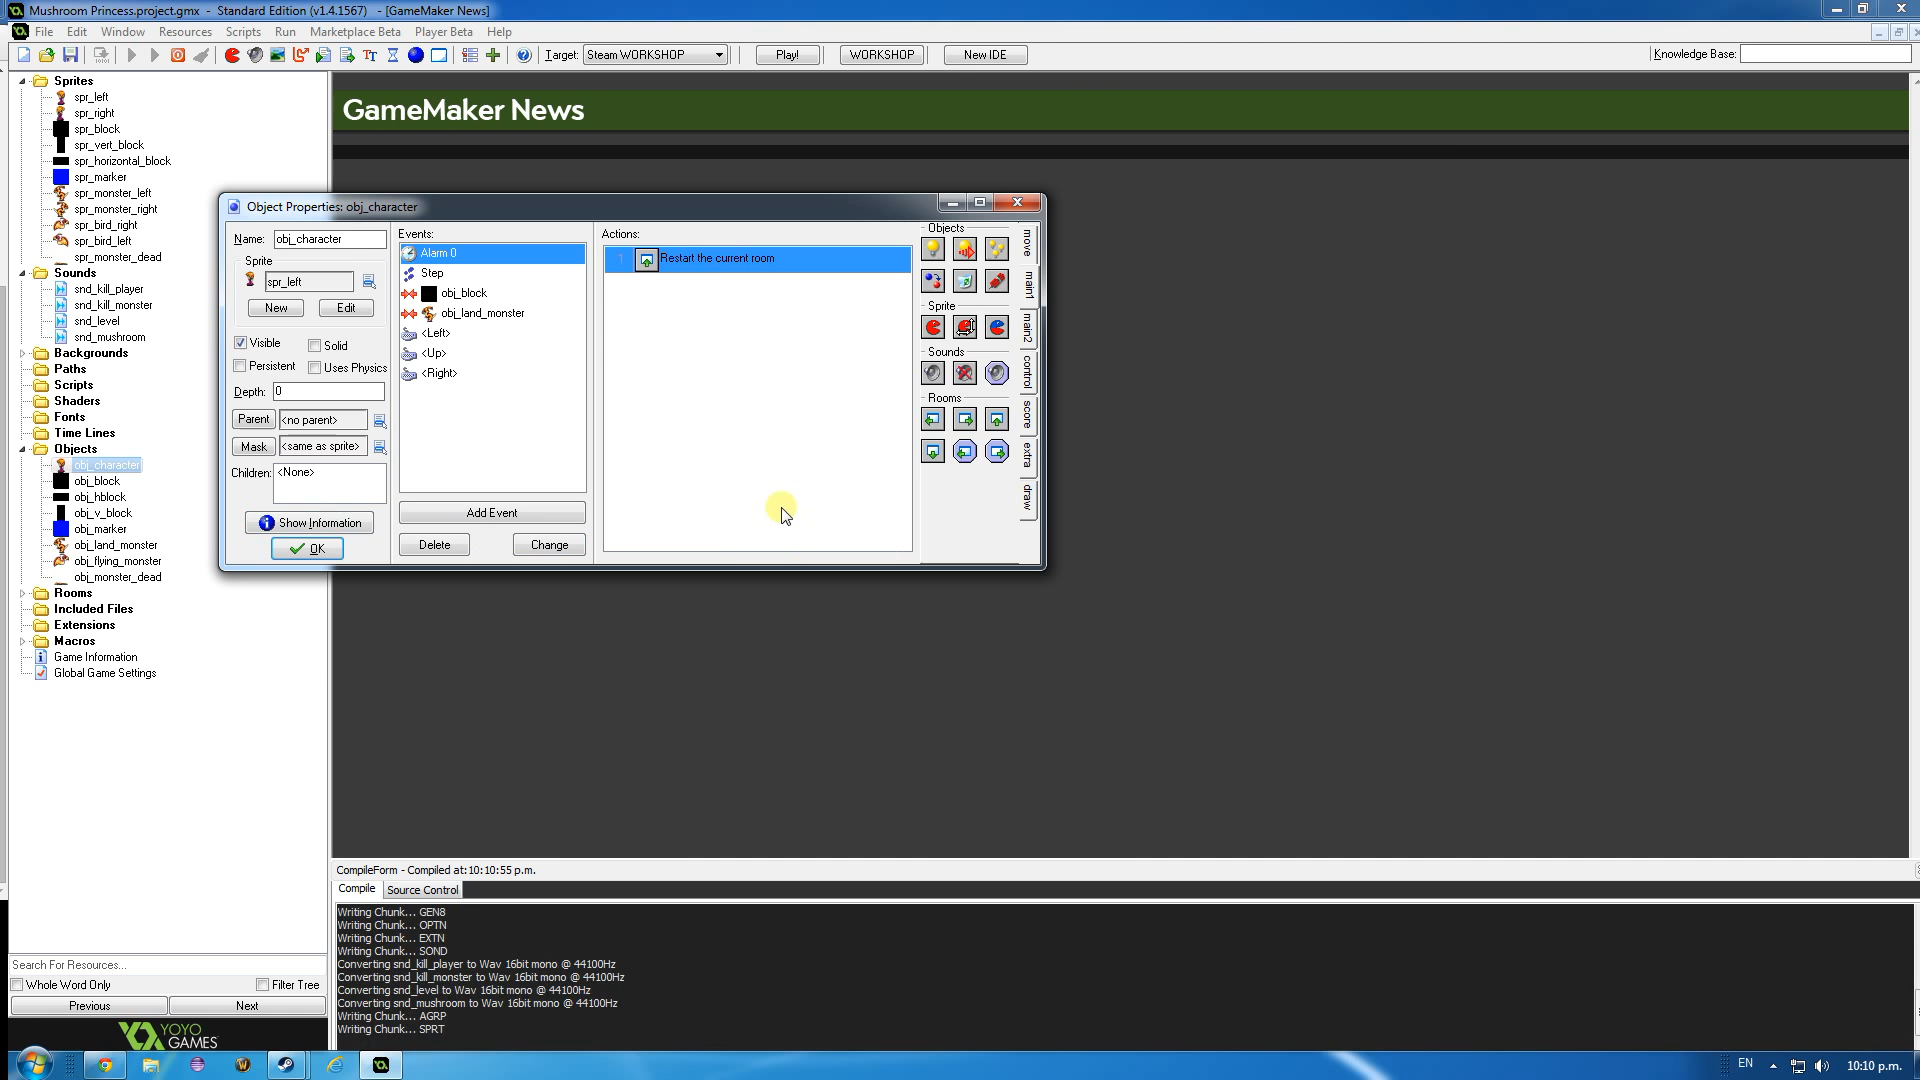 Mushroom Princess.project.gmx - Standard Edition (v1.4.1567) - [GameMaker News]
File Edit Window Resources Scripts Run Marketplace Beta Player Beta Help
Target: Steam WORKSHOP Play! WORKSHOP New IDE Knowledge Base:
Sprites
spr_left
spr_right
spr_block
spr_vert_block
spr_horizontal_block
spr_marker
spr_monster_left
spr_monster_right
spr_bird_right
spr_bird_left
spr_monster_dead
Sounds
snd_kill_player
snd_kill_monster
snd_level
snd_mushroom
Backgrounds
Paths
Scripts
Shaders
Fonts
Time Lines
Objects
obj_character
obj_block
obj_hblock
obj_v_block
obj_marker
obj_land_monster
obj_flying_monster
obj_monster_dead
Rooms
Included Files
Extensions
Macros
Game Information
Global Game Settings
Search For Resources...
Whole Word Only Filter Tree
Previous Next
YOYO
GAMES
GameMaker News
Object Properties: obj_character
Name: obj_character
Sprite
spr_left
New Edit
Visible Solid
Persistent Uses Physics
Depth: 0
Parent <no parent>
Mask <same as sprite>
Children: <None>
Show Information
OK
Events:
Alarm 0
Step
obj_block
obj_land_monster
<Left>
<Up>
<Right>
Add Event
Delete Change
Actions:
1 Restart the current room
Objects
Sprite
Sounds
Rooms
move
main1
main2
control
score
extra
draw
CompileForm - Compiled at:10:10:55 p.m.
Compile Source Control
Writing Chunk... GEN8
Writing Chunk... OPTN
Writing Chunk... EXTN
Writing Chunk... SOND
Converting snd_kill_player to Wav 16bit mono @ 44100Hz
Converting snd_kill_monster to Wav 16bit mono @ 44100Hz
Converting snd_level to Wav 16bit mono @ 44100Hz
Converting snd_mushroom to Wav 16bit mono @ 44100Hz
Writing Chunk... AGRP
Writing Chunk... SPRT
EN 10:10 p.m.